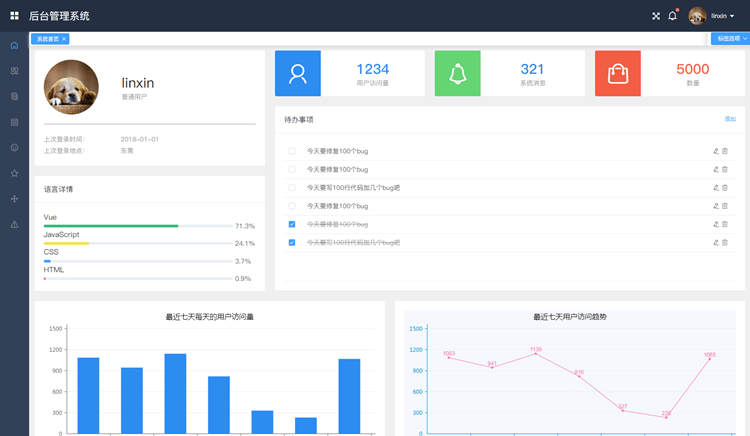 后台管理系统
linxin
系统首页
标签选项
linxin
普通用户
上次登录时间： 2018-01-01
上次登录地点： 东莞
1234
用户访问量
321
系统消息
5000
数量
语言详情
Vue
71.3%
JavaScript
24.1%
CSS
3.7%
HTML
0.9%
待办事项 添加
今天要修复100个bug
今天要修复100个bug
今天要写100行代码加几个bug吧
今天要修复100个bug
今天要修复100个bug
今天要写100行代码加几个bug吧
最近七天每天的用户访问量
1500
1200
900
600
300
0
最近七天用户访问趋势
1500
1200
900
600
300
0
1083
941
1139
816
327
228
1065